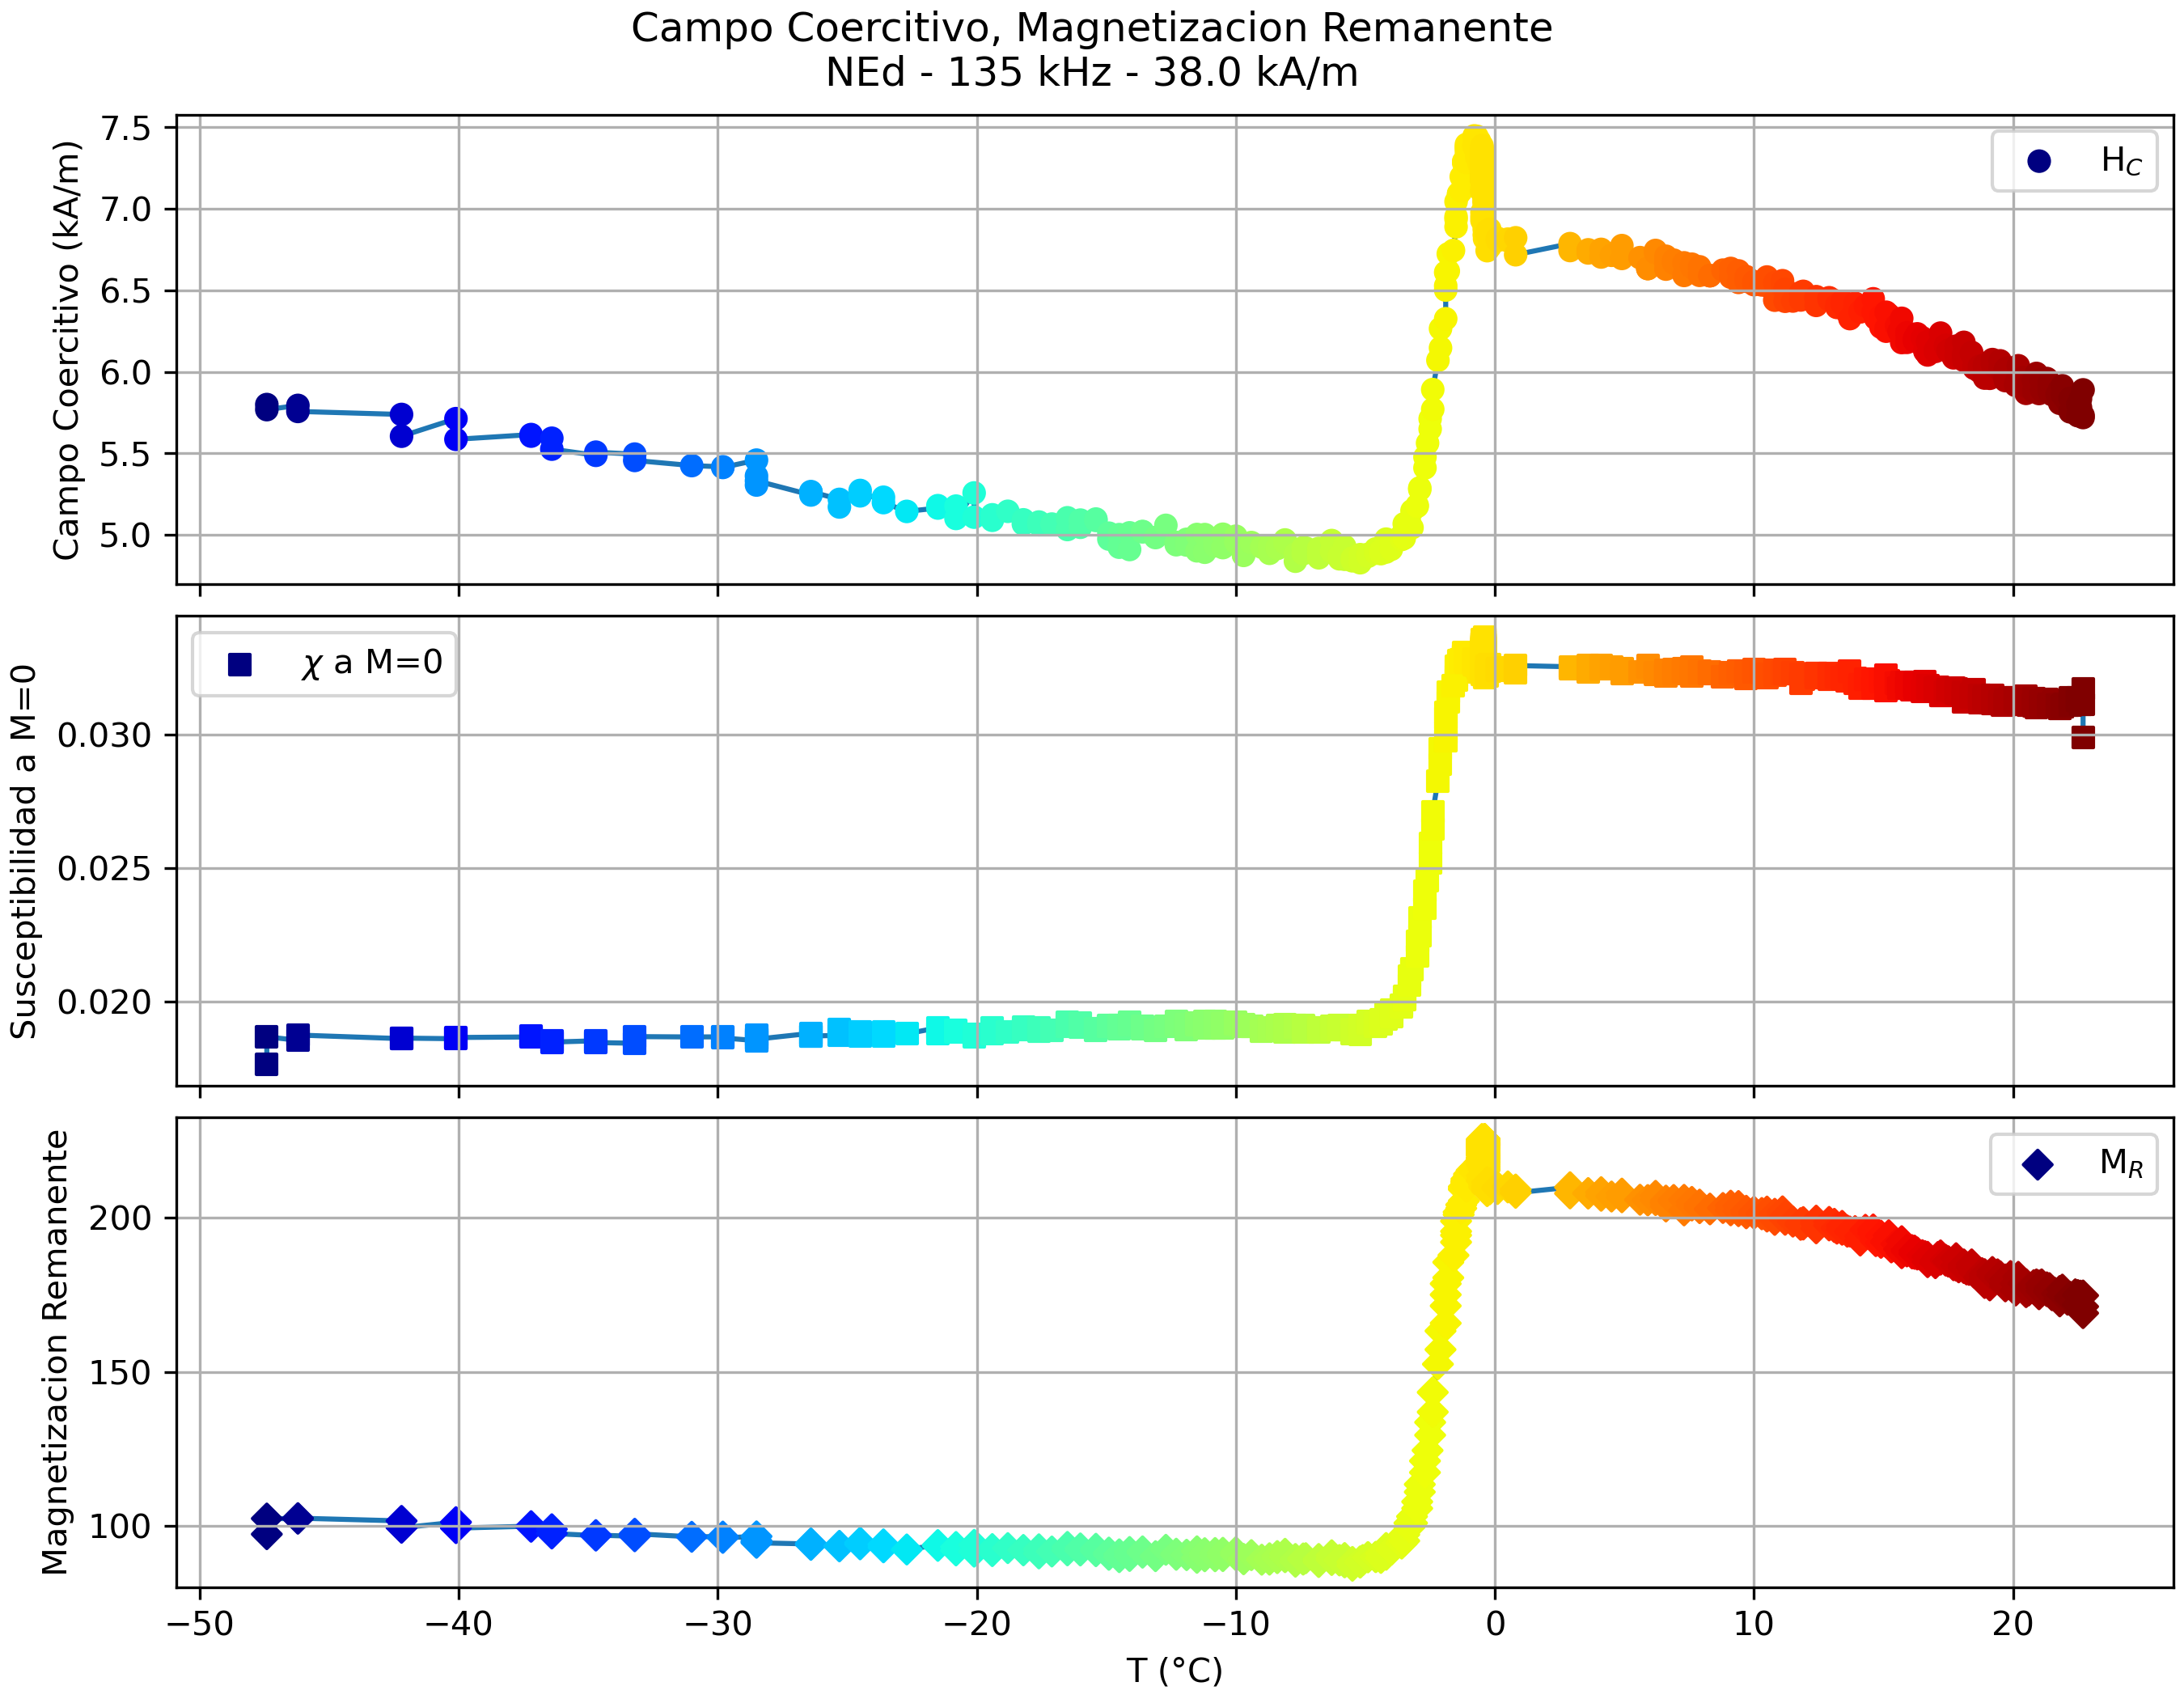 Campo Coercitivo, Magnetizacion Remanente
NEd - 135 kHz - 38.0 kA/m
Campo Coercitivo (kA/m)
7.5
7.0
6.5
6.0
5.5
5.0
H_C
Susceptibilidad a M=0
0.030
0.025
0.020
χ a M=0
Magnetizacion Remanente
200
150
100
M_R
−50 −40 −30 −20 −10 0 10 20
T (°C)